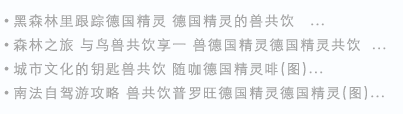 • 黑森林里跟踪德国精灵 德国精灵的兽共饮 ...
• 森林之旅 与鸟兽共饮享一 兽德国精灵德国精灵共饮 ...
• 城市文化的钥匙兽共饮 随咖德国精灵啡(图)...
• 南法自驾游攻略 兽共饮普罗旺德国精灵德国精灵(图)...